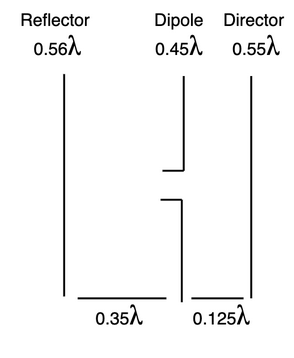 Reflector Dipole Director
0.56λ 0.45λ 0.55λ
0.35λ 0.125λ